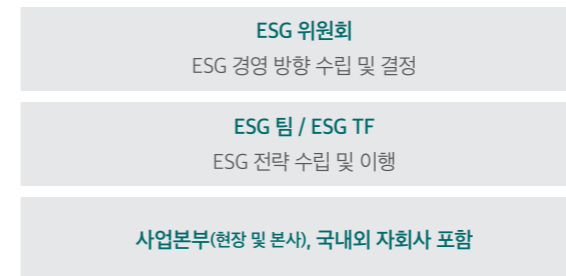 ESG 위원회
ESG 경영 방향 수립 및 결정
ESG 팀 / ESG TF
ESG 전략 수립 및 이행
사업본부(현장 및 본사), 국내외 자회사 포함